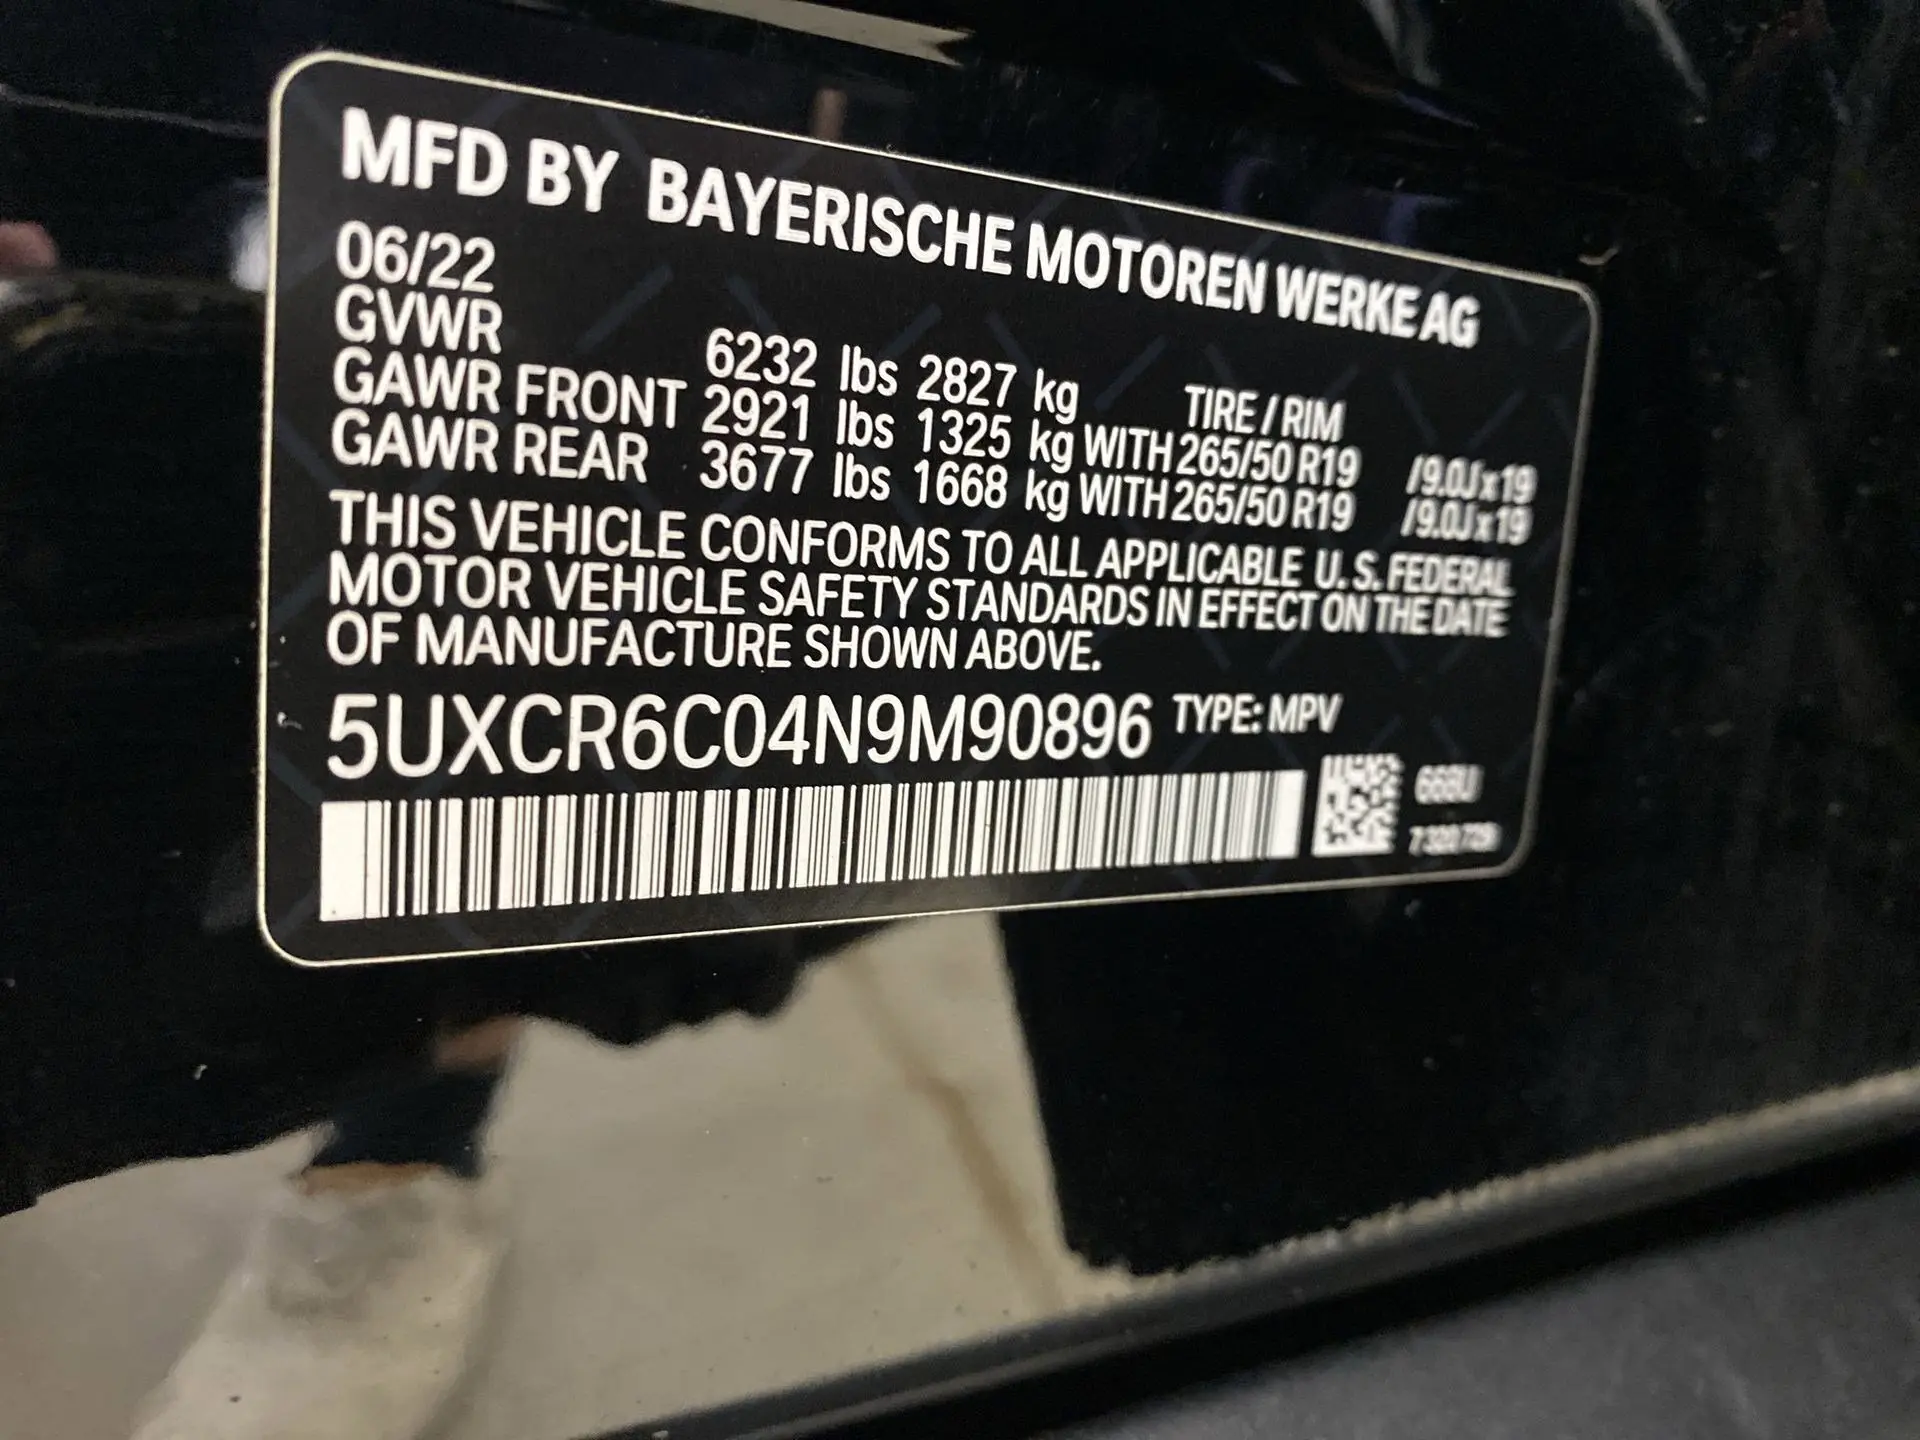 MFD BY BAYERISCHE MOTOREN WERKE AG
06/22
GVWR 6232 lbs 2827 kg TIRE / RIM
GAWR FRONT 2921 lbs 1325 kg WITH 265/50 R19 /9.0J x 19
GAWR REAR 3677 lbs 1668 kg WITH 265/50 R19 /9.0J x 19
THIS VEHICLE CONFORMS TO ALL APPLICABLE U.S. FEDERAL
MOTOR VEHICLE SAFETY STANDARDS IN EFFECT ON THE DATE
OF MANUFACTURE SHOWN ABOVE.
5UXCR6C04N9M90896 TYPE: MPV